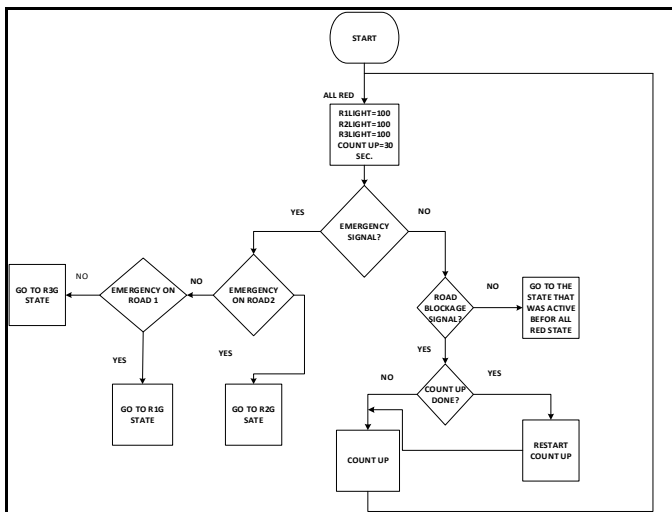 START
ALL RED
R1LIGHT=100
R2LIGHT=100
R3LIGHT=100
COUNT UP=30
SEC.
YES
NO
EMERGENCY
SIGNAL?
GO TO R3G
STATE
NO
EMERGENCY ON
ROAD 1
NO
EMERGENCY
ON ROAD2
ROAD
BLOCKAGE
SIGNAL?
NO
GO TO THE
STATE THAT
WAS ACTIVE
BEFOR ALL
RED STATE
YES
YES
YES
GO TO R1G
STATE
GO TO R2G
SATE
NO
COUNT UP
DONE?
YES
COUNT UP
RESTART
COUNT UP